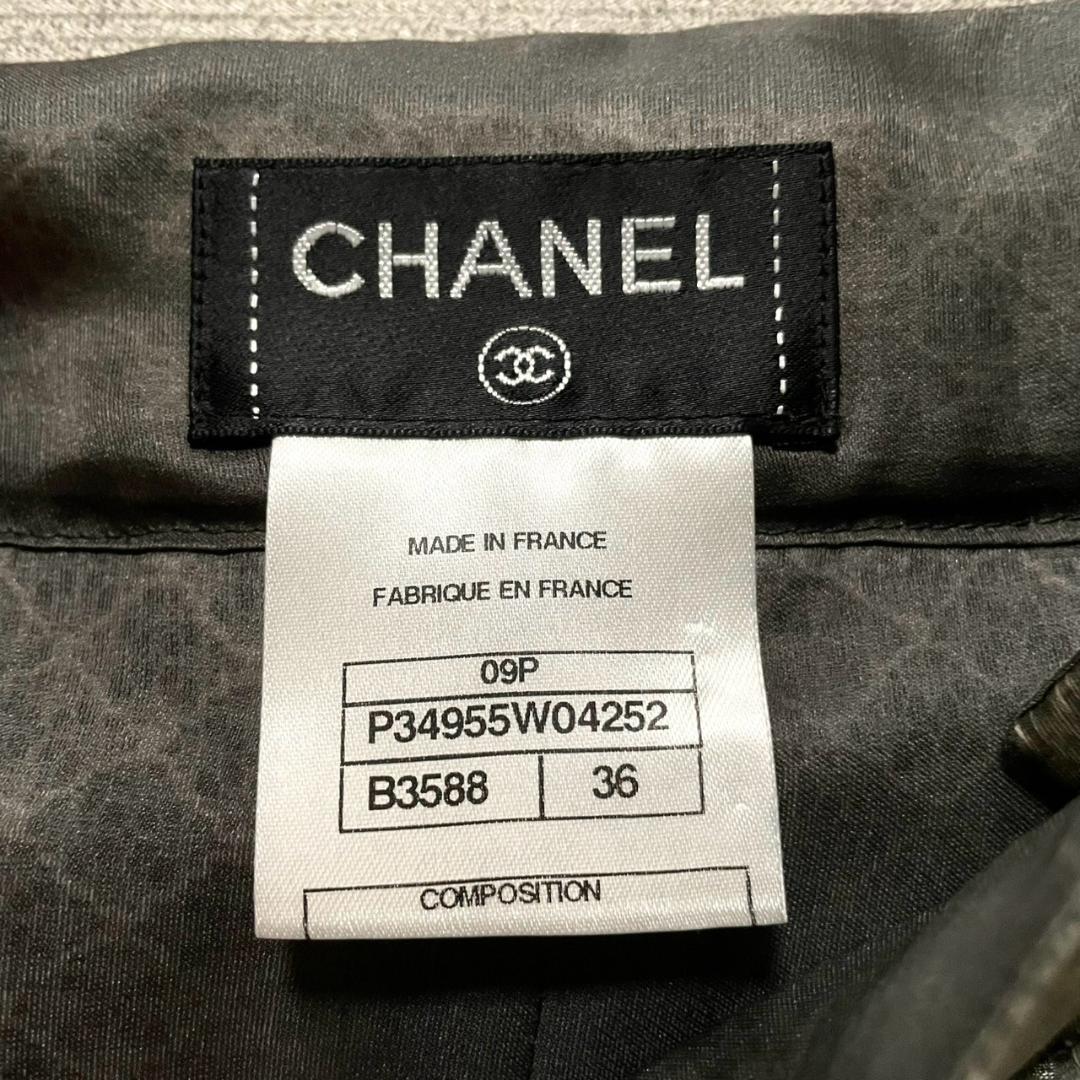 CHANEL
MADE IN FRANCE
FABRIQUE EN FRANCE
09P
P34955W04252
B3588 36
COMPOSITION